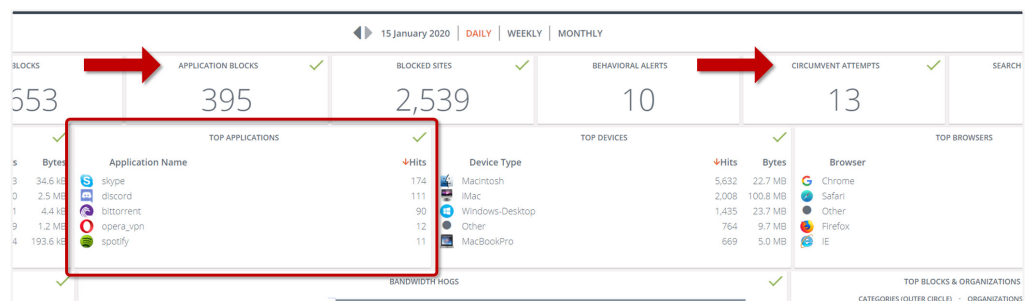 15 January 2020 DAILY WEEKLY MONTHLY
BLOCKS APPLICATION BLOCKS BLOCKED SITES BEHAVIORAL ALERTS CIRCUMVENT ATTEMPTS SEARCH
653 395 2,539 10 13
TOP APPLICATIONS TOP DEVICES TOP BROWSERS
s Bytes Application Name Hits Device Type Hits Bytes Browser
3 34.6 kB skype 174 Macintosh 5,632 22.7 MB Chrome
0 2.5 MB discord 111 iMac 2,008 100.8 MB Safari
1 4.4 kB bittorrent 90 Windows-Desktop 1,435 23.7 MB Other
9 1.2 MB opera_vpn 12 Other 764 9.7 MB Firefox
4 193.6 kB spotify 11 MacBookPro 669 5.0 MB IE
BANDWIDTH HOGS TOP BLOCKS & ORGANIZATIONS
CATEGORIES (OUTER CIRCLE) - ORGANIZATIONS